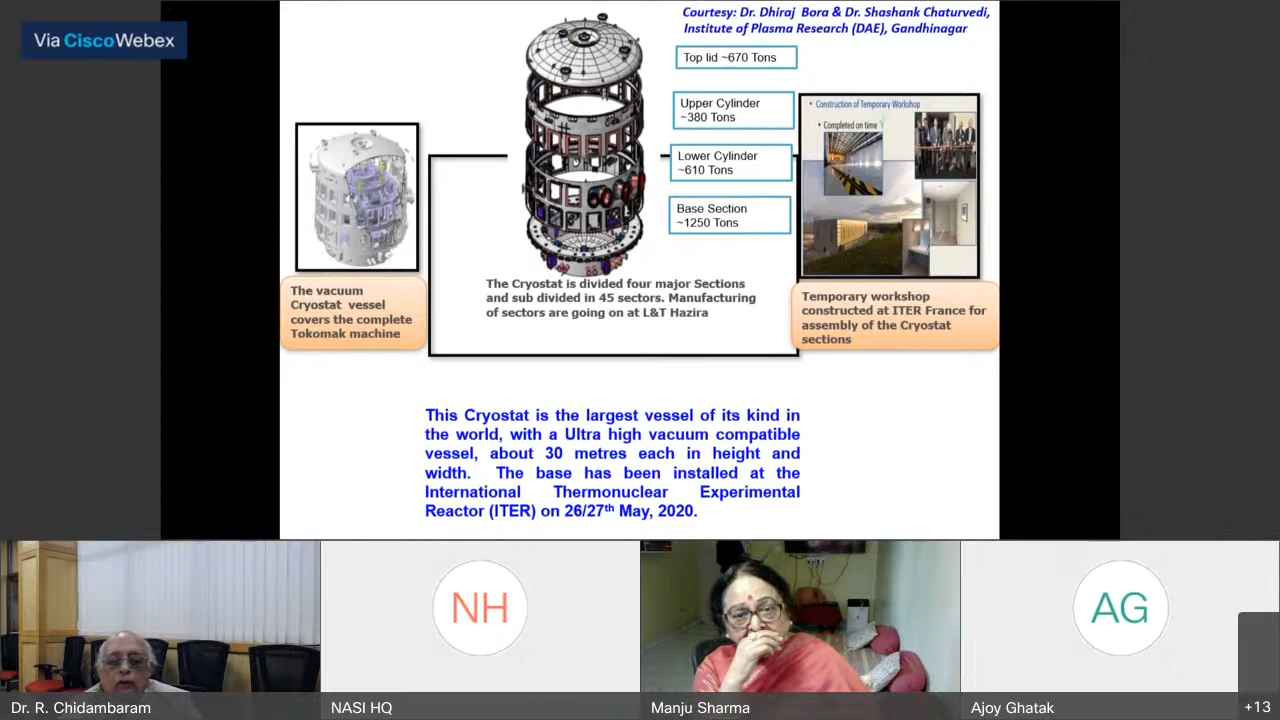 Via Cisco Webex
Courtesy: Dr. Dhiraj Bora & Dr. Shashank Chaturvedi,
Institute of Plasma Research (DAE), Gandhinagar
Top lid ~670 Tons
Upper Cylinder
~380 Tons
Lower Cylinder
~610 Tons
Base Section
~1250 Tons
• Construction of Temporary Workshop
• Completed on time √
The vacuum
Cryostat vessel
covers the complete
Tokomak machine
The Cryostat is divided four major Sections
and sub divided in 45 sectors. Manufacturing
of sectors are going on at L&T Hazira
Temporary workshop
constructed at ITER France for
assembly of the Cryostat
sections
This Cryostat is the largest vessel of its kind in
the world, with a Ultra high vacuum compatible
vessel, about 30 metres each in height and
width. The base has been installed at the
International Thermonuclear Experimental
Reactor (ITER) on 26/27th May, 2020.
NH
AG
Dr. R. Chidambaram
NASI HQ
Manju Sharma
Ajoy Ghatak
+13